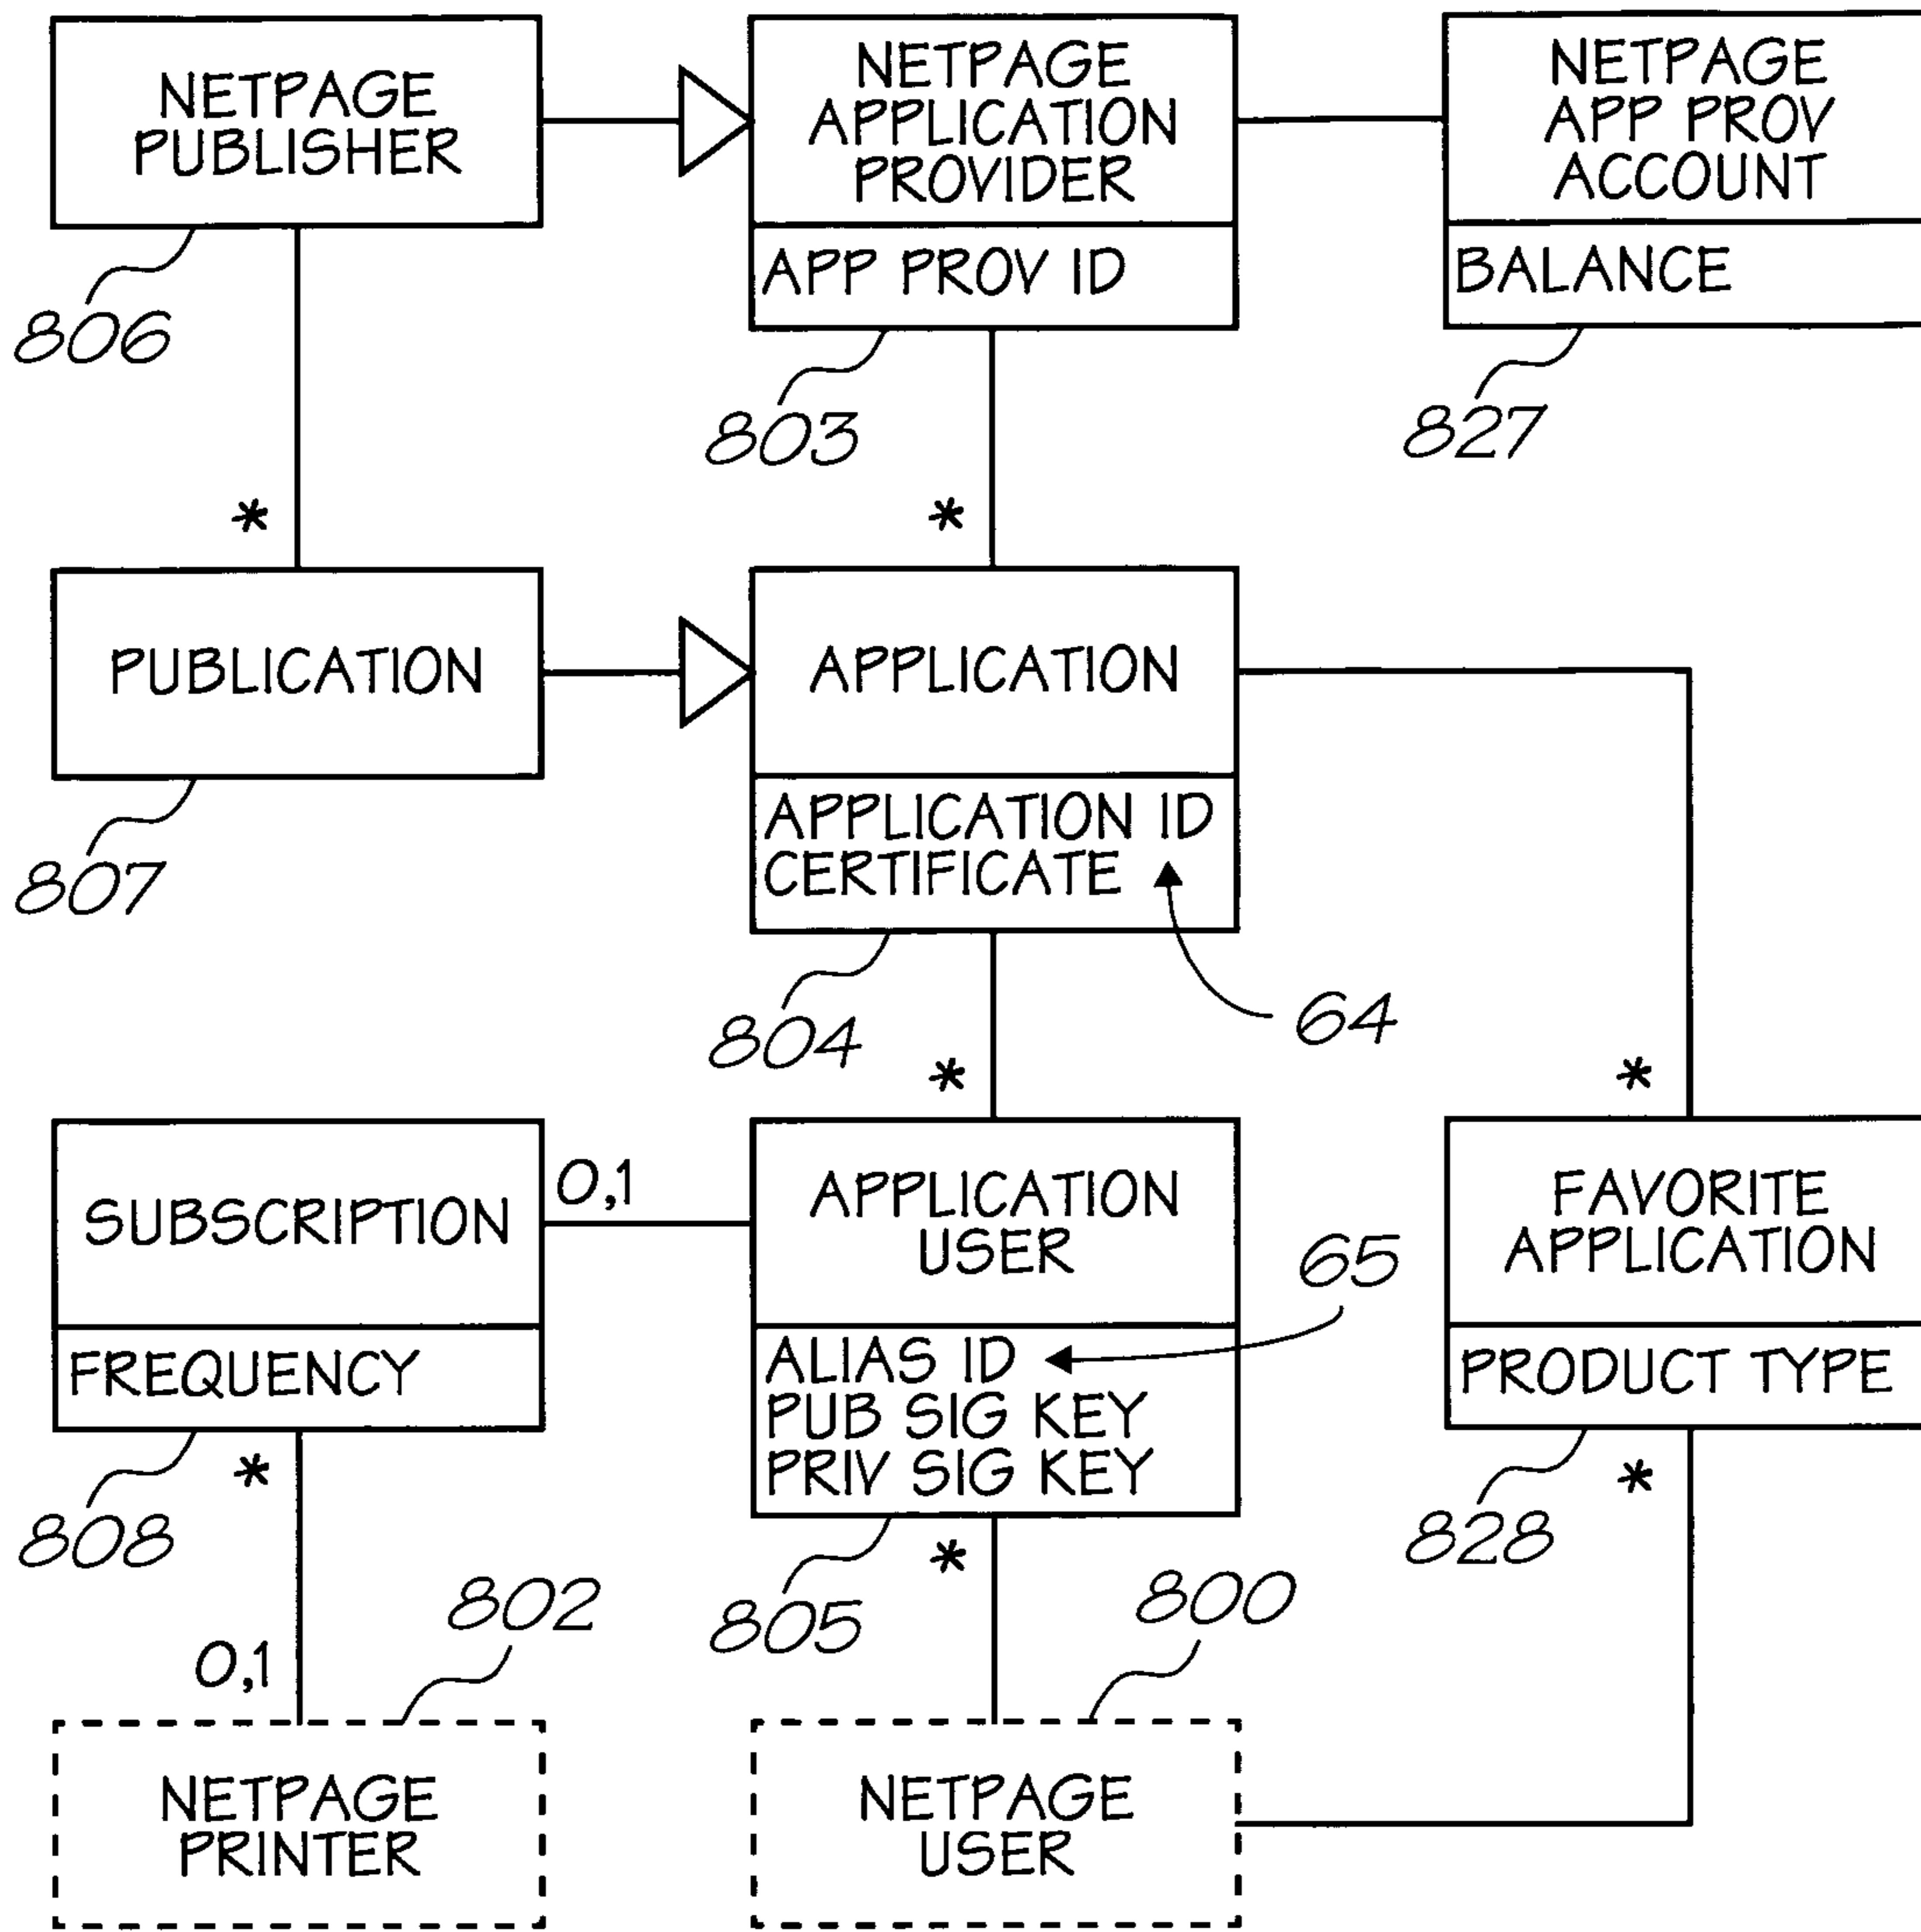 NETPAGE
PUBLISHER
NETPAGE
APPLICATION
PROVIDER
APP PROV ID
NETPAGE
APP PROV
ACCOUNT
BALANCE
806
803
827
*
*
PUBLICATION
APPLICATION
APPLICATION ID
CERTIFICATE
807
804
64
*
*
SUBSCRIPTION
FREQUENCY
0,1
APPLICATION
USER
ALIAS ID
PUB SIG KEY
PRIV SIG KEY
65
FAVORITE
APPLICATION
PRODUCT TYPE
808
*
805
*
828
*
802
800
0,1
NETPAGE
PRINTER
NETPAGE
USER